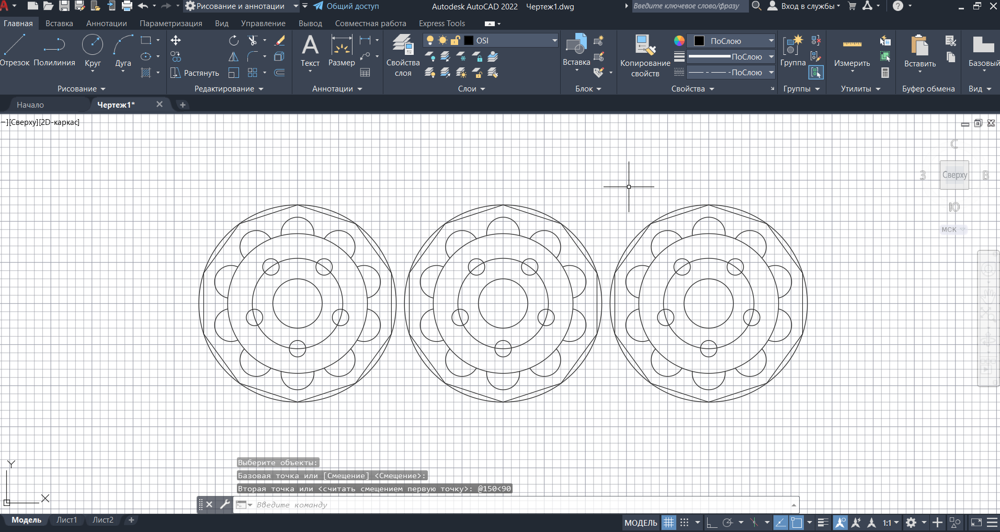 Рисование и аннотации
Общий доступ
Autodesk AutoCAD 2022 Чертеж1.dwg
Введите ключевое слово/фразу
Вход в службы
Главная Вставка Аннотации Параметризация Вид Управление Вывод Совместная работа Express Tools
Отрезок Полилиния Круг Дуга
Рисование
Растянуть
Редактирование
Текст Размер
Аннотации
Свойства слоя
OSI
Слои
Вставка
Блок
Копирование свойств
ПоСлою
ПоСлою
ПоСлою
Свойства
Группа
Группы
Измерить
Утилиты
Вставить
Буфер обмена
Базовый
Вид
Начало Чертеж1*
−][Сверху][2D-каркас]
С
З Сверху В
Ю
МСК
Y
X
Выберите объекты:
Базовая точка или [Смещение] <Смещение>:
Вторая точка или <считать смещением первую точку>: @150<90
Введите команду
Модель Лист1 Лист2
МОДЕЛЬ 1:1